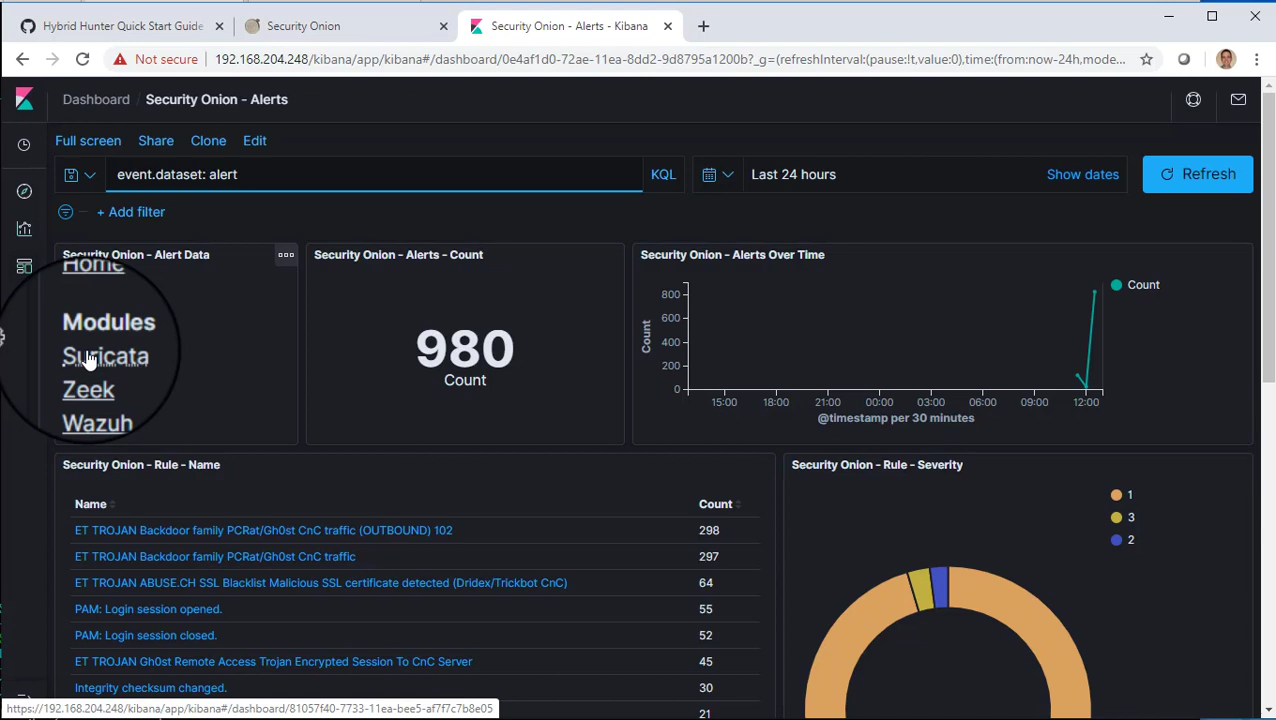 Hybrid Hunter Quick Start Guide
Security Onion
Security Onion - Alerts - Kibana
Not secure
192.168.204.248/kibana/app/kibana#/dashboard/0e4af1d0-72ae-11ea-8dd2-9d8795a1200b?_g=(refreshInterval:(pause:!t,value:0),time:(from:now-24h,mode...
Dashboard / Security Onion - Alerts
Full screen Share Clone Edit
event.dataset: alert
KQL
Last 24 hours
Show dates
Refresh
+ Add filter
Security Onion - Alert Data
Home
Modules
Suricata
Zeek
Wazuh
Security Onion - Alerts - Count
980
Count
Security Onion - Alerts Over Time
Count
800
600
400
200
0
Count
15:00 18:00 21:00 00:00 03:00 06:00 09:00 12:00
@timestamp per 30 minutes
Security Onion - Rule - Name
Name Count
ET TROJAN Backdoor family PCRat/Gh0st CnC traffic (OUTBOUND) 102 298
ET TROJAN Backdoor family PCRat/Gh0st CnC traffic 297
ET TROJAN ABUSE.CH SSL Blacklist Malicious SSL certificate detected (Dridex/Trickbot CnC) 64
PAM: Login session opened. 55
PAM: Login session closed. 52
ET TROJAN Gh0st Remote Access Trojan Encrypted Session To CnC Server 45
Integrity checksum changed. 30
21
Security Onion - Rule - Severity
1
3
2
https://192.168.204.248/kibana/app/kibana#/dashboard/81057f40-7733-11ea-bee5-af7f7c7b8e05